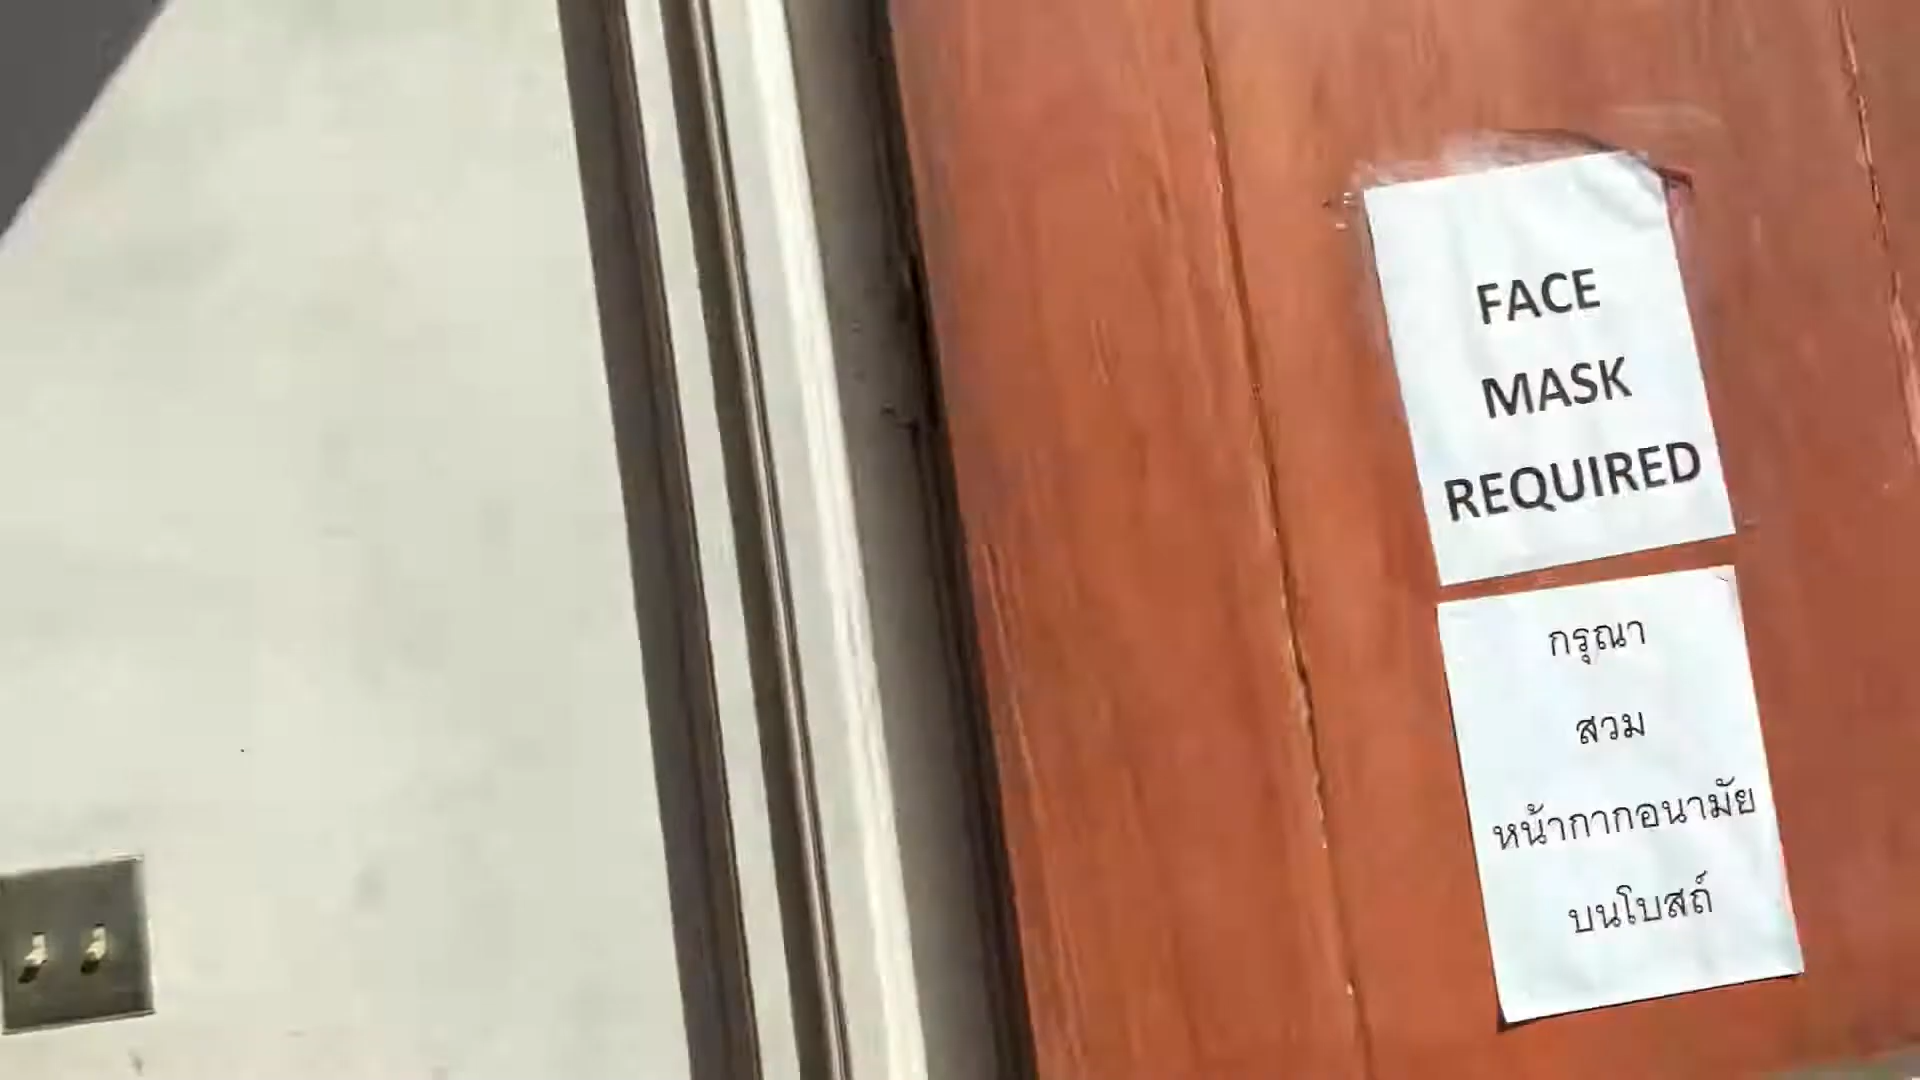 FACE
MASK
REQUIRED
กรุณา
สวม
หน้ากากอนามัย
บนโบสถ์